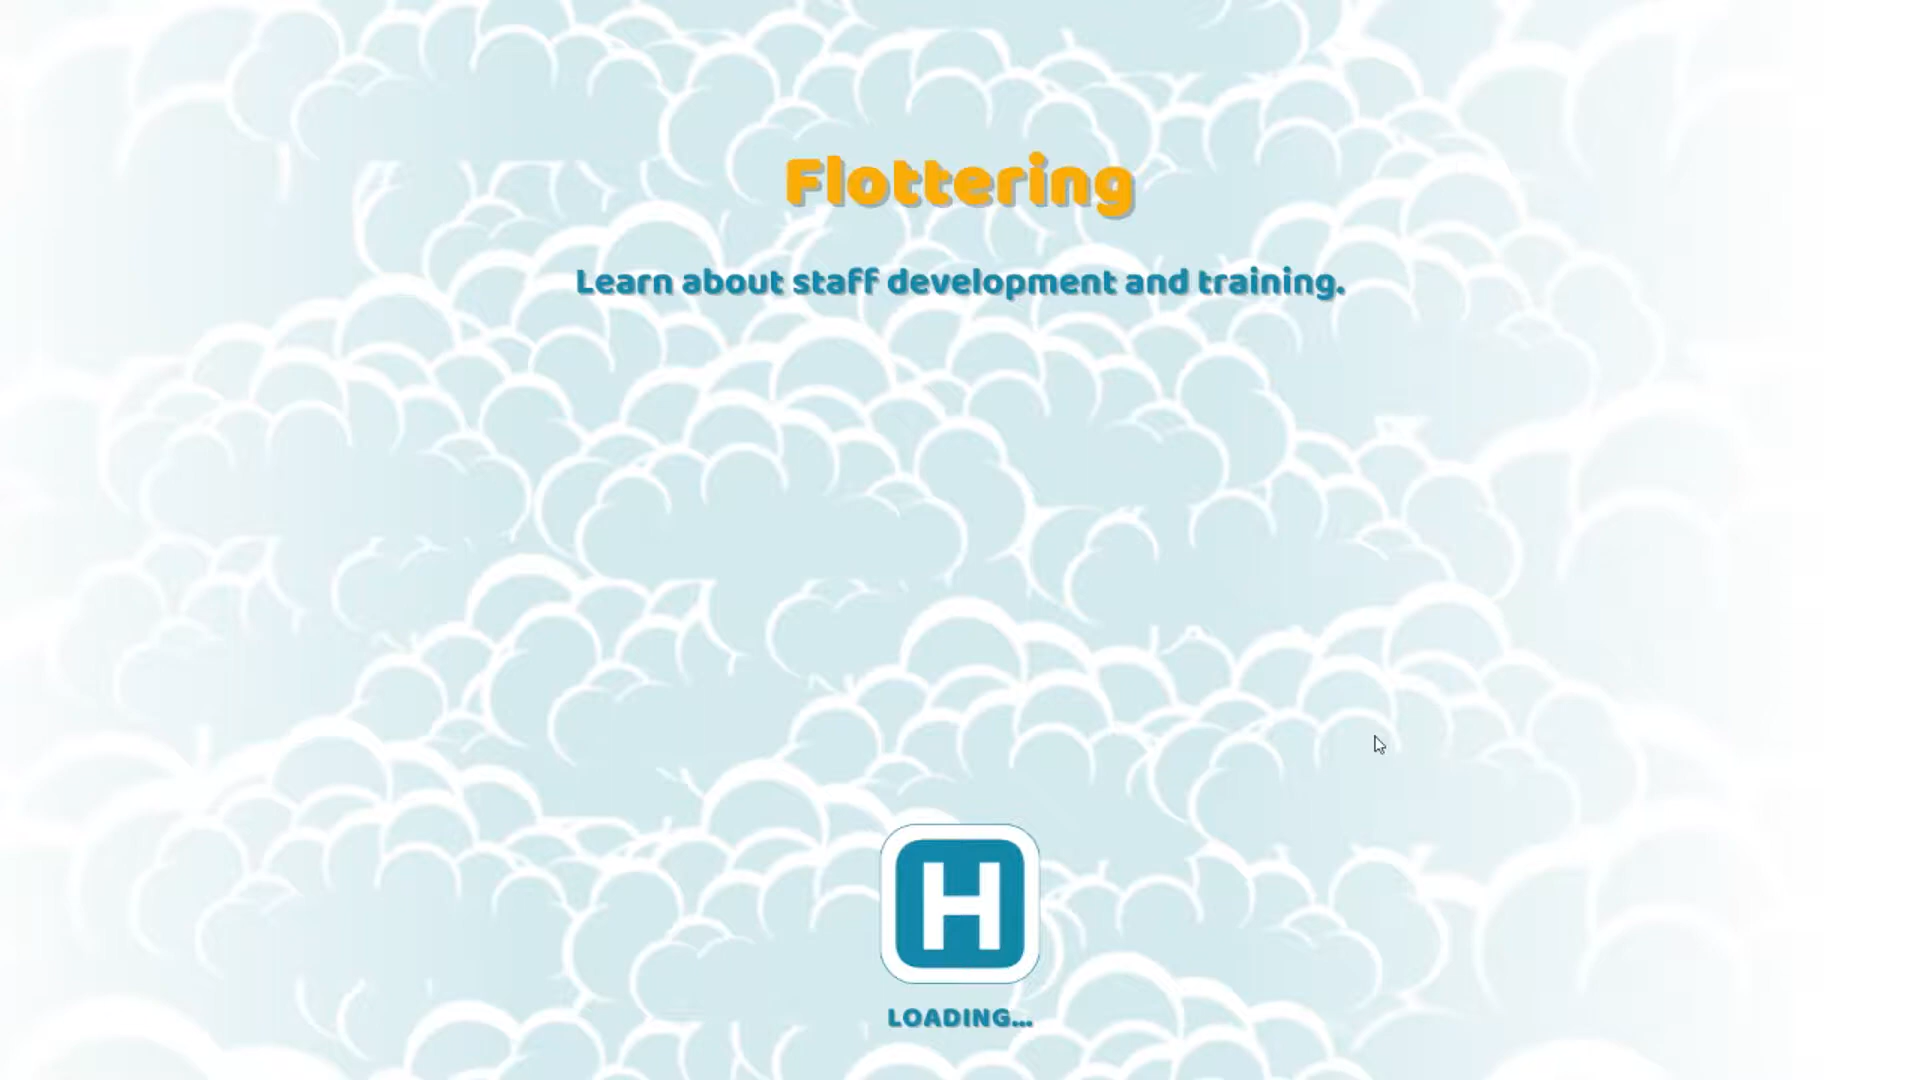 Flottering
Learn about staff development and training.
H
LOADING...